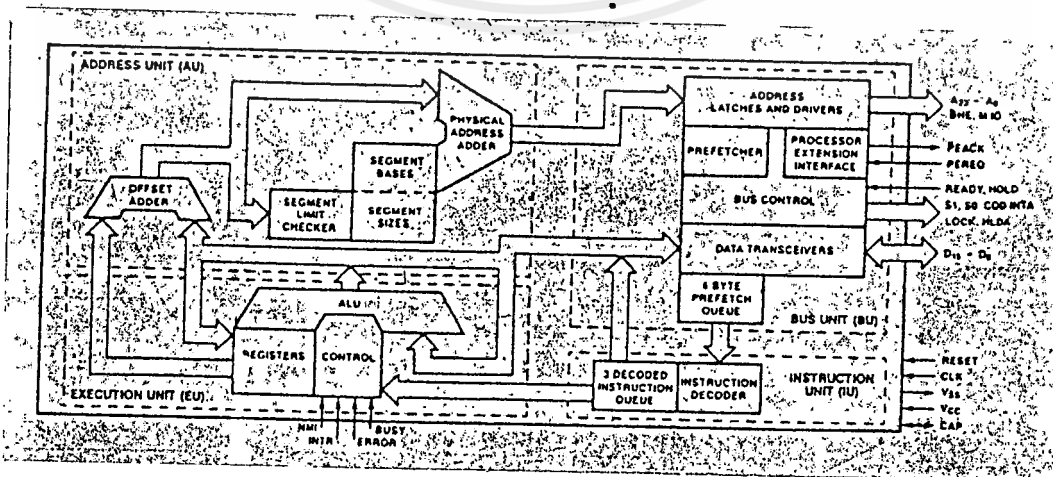 ADDRESS UNIT (AU)
OFFSET
ADDER
SEGMENT
LIMIT
CHECKER
SEGMENT
BASES
SEGMENT
SIZES
PHYSICAL
ADDRESS
ADDER
ADDRESS
LATCHES AND DRIVERS
PREFETCHER
PROCESSOR
EXTENSION
INTERFACE
BUS CONTROL
DATA TRANSCEIVERS
6 BYTE
PREFETCH
QUEUE
BUS UNIT (BU)
A23 - A0
BHE, M IO
PEACK
PEREQ
READY, HOLD
S1, S0 COD INTA
LOCK, HLDA
D15 - D0
ALU
REGISTERS
CONTROL
EXECUTION UNIT (EU)
NMI
INTR
BUSY
ERROR
3 DECODED
INSTRUCTION
QUEUE
INSTRUCTION
DECODER
INSTRUCTION
UNIT (IU)
RESET
CLK
VSS
VCC
CAP